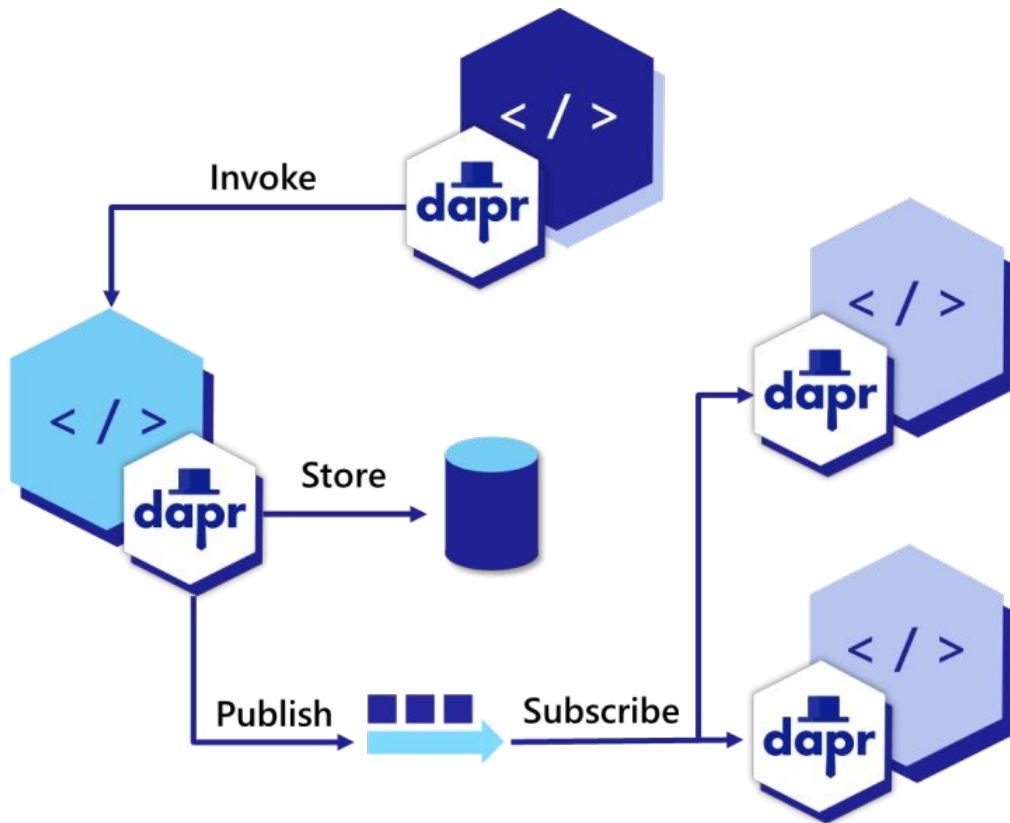 < / >
dapr
Invoke
< / >
dapr
< / >
dapr
Store
< / >
dapr
Publish
Subscribe